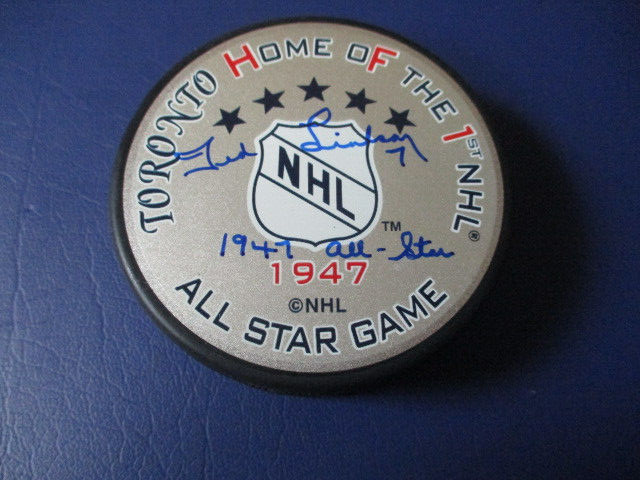 TORONTO HOME OF THE 1ST NHL®
Ted Lindsay 7
NHL
TM
1947 All-Star
1947
©NHL
ALL STAR GAME